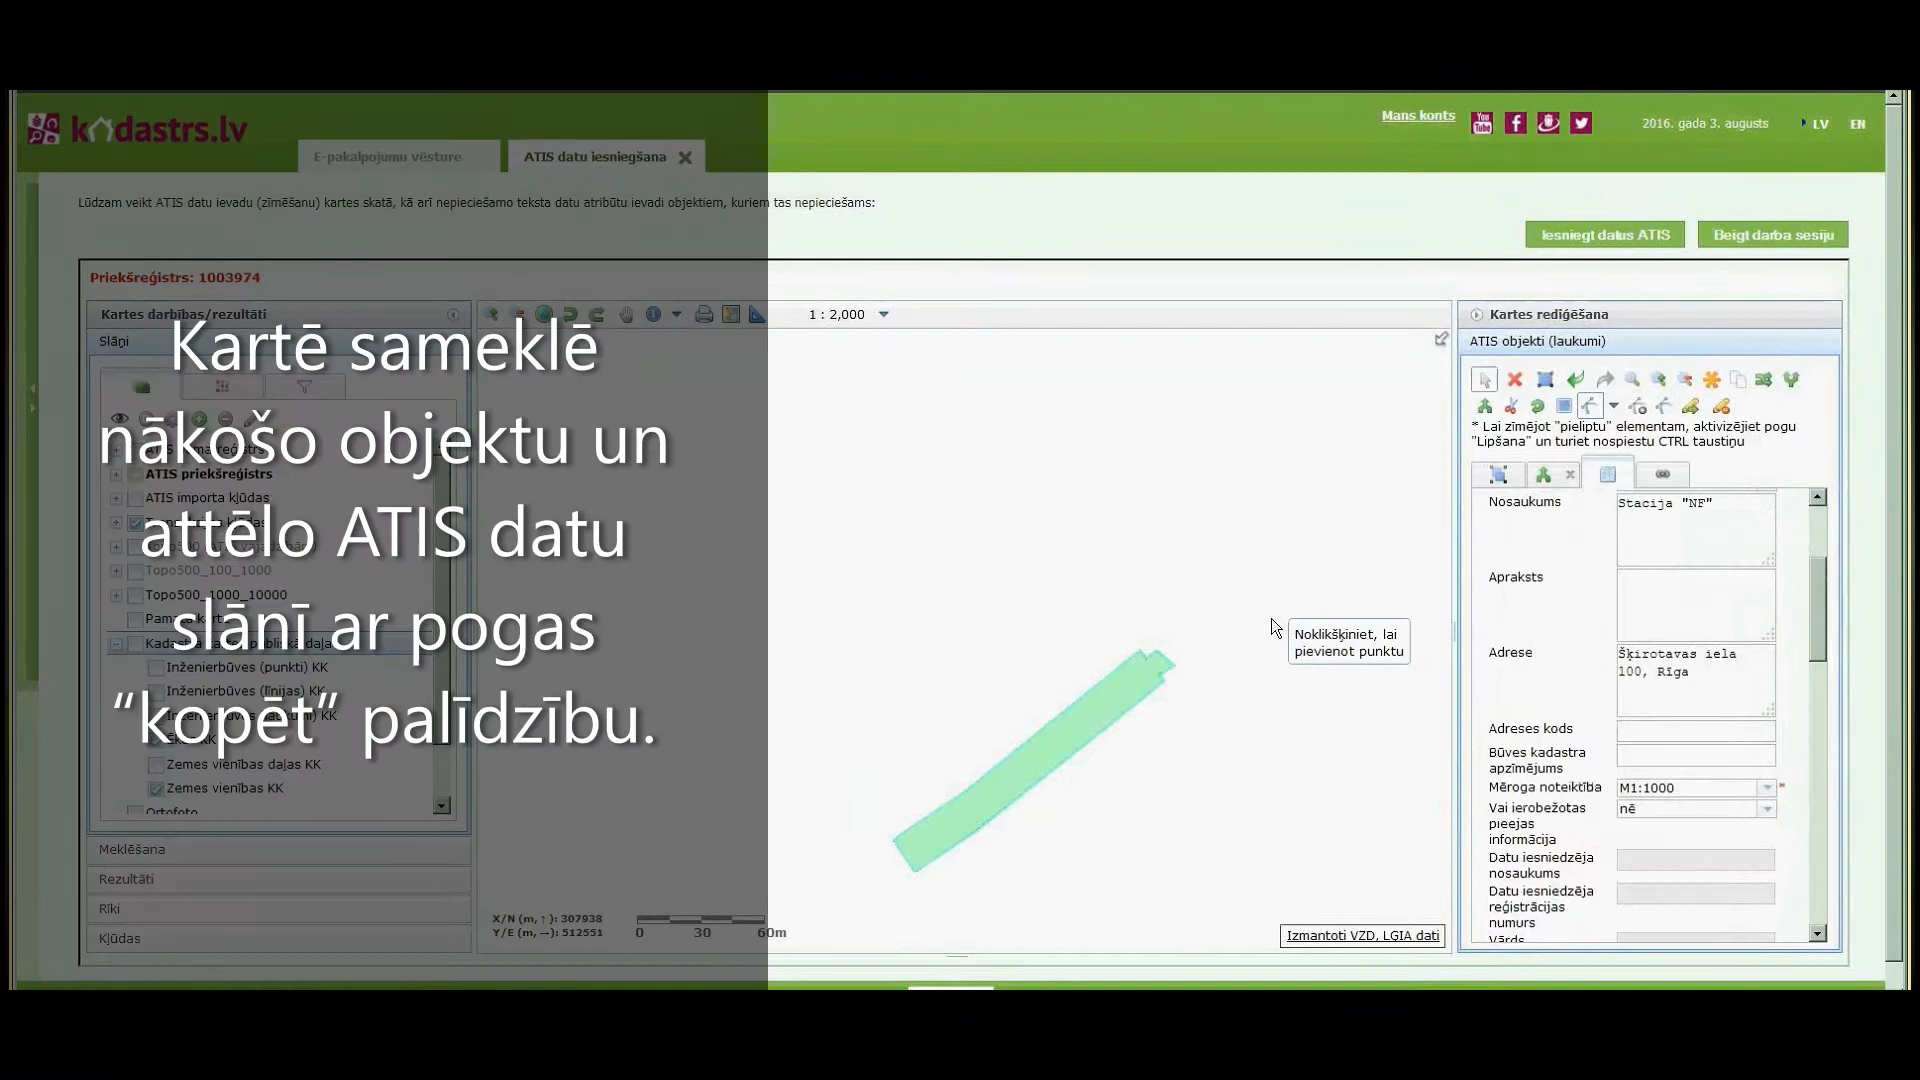 kadastrs.lv
Mans konts
You Tube
2016. gada 3. augusts
LV
EN
E-pakalpojumu vēsture
ATIS datu iesniegšana
Lūdzam veikt ATIS datu ievadu (zīmēšanu) kartes skatā, kā arī nepieciešamo teksta datu atribūtu ievadi objektiem, kuriem tas nepieciešams:
Iesniegt datus ATIS
Beigt darba sesiju
Priekšreģistrs: 1003974
Kartes darbības/rezultāti
Slāņi
ATIS priekšreģistrs
ATIS importa kļūdas
Topo500_100_1000
Topo500_1000_10000
Inženierbūves (punkti) KK
Inženierbūves (līnijas) KK
Zemes vienības daļas KK
Zemes vienības KK
Ortofoto
Meklēšana
Rezultāti
Rīki
Kļūdas
Kartē sameklē
nākošo objektu un
attēlo ATIS datu
slānī ar pogas
“kopēt” palīdzību.
1 : 2,000
Noklikšķiniet, lai
pievienot punktu
X/N (m, ↑ ): 307938
Y/E (m, →): 512551
0 30 60m
Izmantoti VZD, LĢIA dati
Kartes rediģēšana
ATIS objekti (laukumi)
* Lai zīmējot "pieliptu" elementam, aktivizējiet pogu
"Lipšana" un turiet nospiestu CTRL taustiņu
Nosaukums
Stacija "NF"
Apraksts
Adrese
Šķirotavas iela
100, Rīga
Adreses kods
Būves kadastra
apzīmējums
Mēroga noteiktība
M1:1000
*
Vai ierobežotas
pieejas
informācija
nē
Datu iesniedzēja
nosaukums
Datu iesniedzēja
reģistrācijas
numurs
Vārds